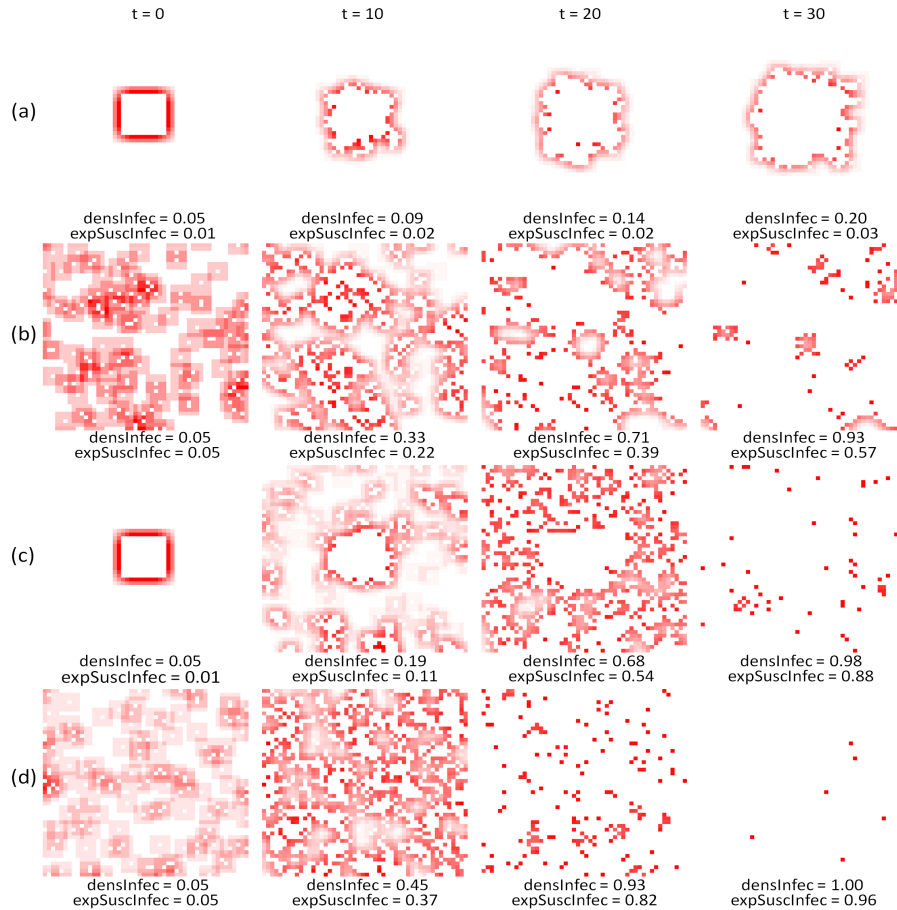 t = 0 t = 10 t = 20 t = 30
(a)
densInfec = 0.05 densInfec = 0.09 densInfec = 0.14 densInfec = 0.20
expSuscInfec = 0.01 expSuscInfec = 0.02 expSuscInfec = 0.02 expSuscInfec = 0.03
(b)
densInfec = 0.05 densInfec = 0.33 densInfec = 0.71 densInfec = 0.93
expSuscInfec = 0.05 expSuscInfec = 0.22 expSuscInfec = 0.39 expSuscInfec = 0.57
(c)
densInfec = 0.05 densInfec = 0.19 densInfec = 0.68 densInfec = 0.98
expSuscInfec = 0.01 expSuscInfec = 0.11 expSuscInfec = 0.54 expSuscInfec = 0.88
(d)
densInfec = 0.05 densInfec = 0.45 densInfec = 0.93 densInfec = 1.00
expSuscInfec = 0.05 expSuscInfec = 0.37 expSuscInfec = 0.82 expSuscInfec = 0.96